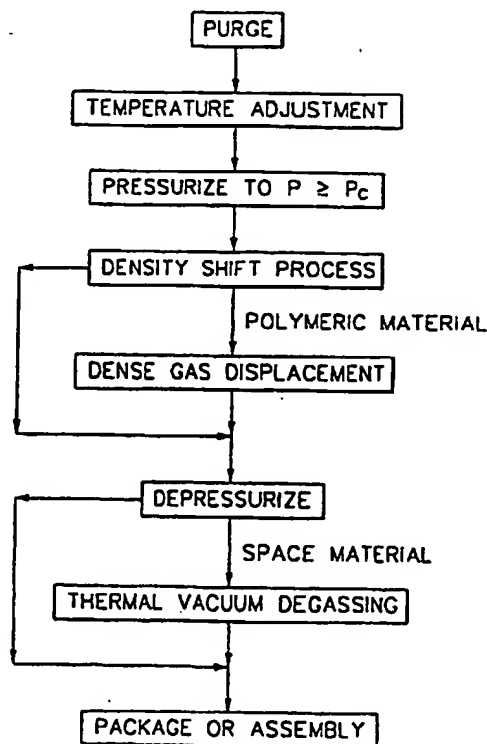 PURGE
TEMPERATURE ADJUSTMENT
PRESSURIZE TO P ≥ Pc
DENSITY SHIFT PROCESS
POLYMERIC MATERIAL
DENSE GAS DISPLACEMENT
DEPRESSURIZE
SPACE MATERIAL
THERMAL VACUUM DEGASSING
PACKAGE OR ASSEMBLY